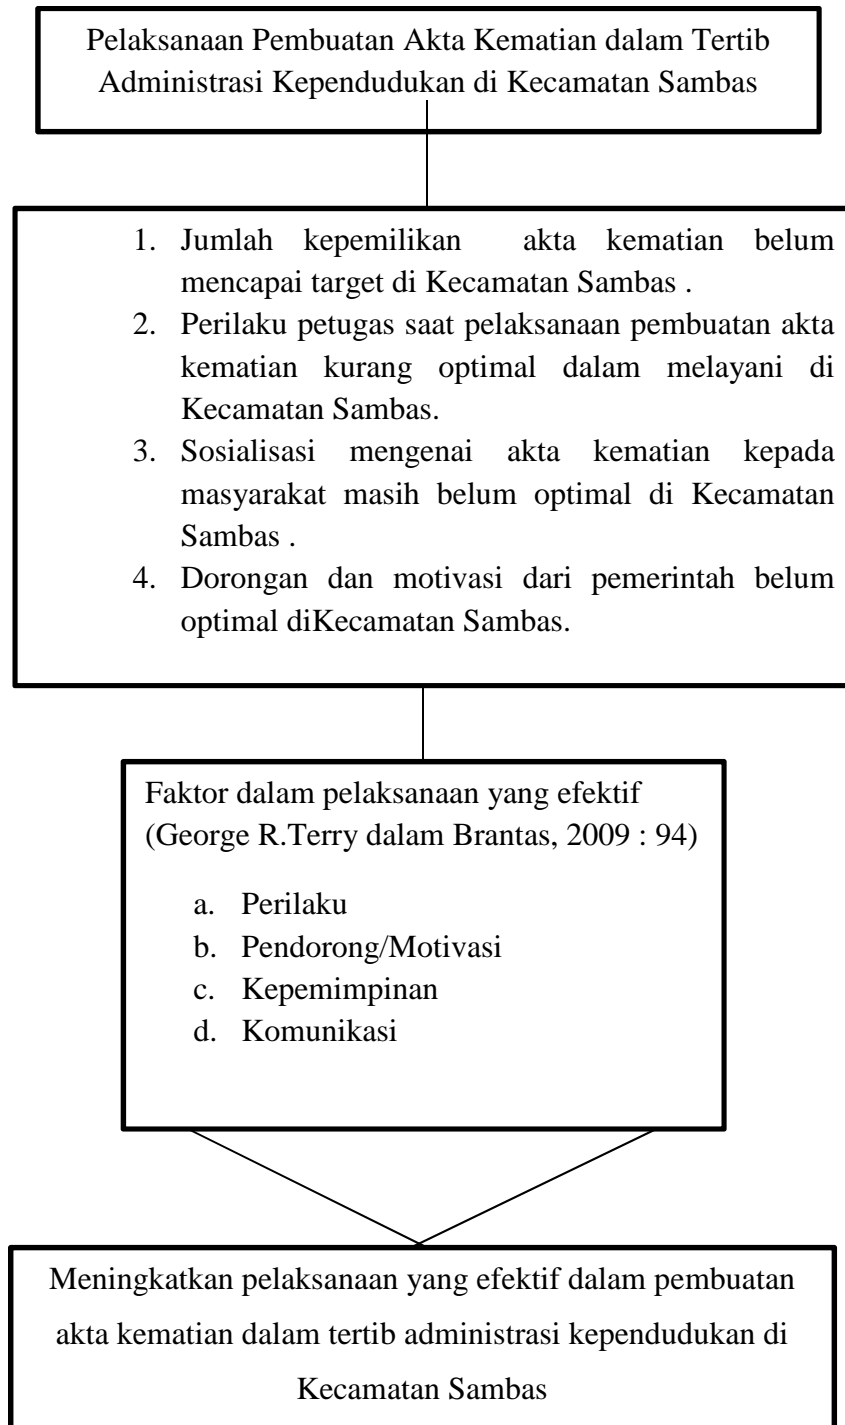 Pelaksanaan Pembuatan Akta Kematian dalam Tertib
Administrasi Kependudukan di Kecamatan Sambas
1. Jumlah kepemilikan akta kematian belum
mencapai target di Kecamatan Sambas .
2. Perilaku petugas saat pelaksanaan pembuatan akta
kematian kurang optimal dalam melayani di
Kecamatan Sambas.
3. Sosialisasi mengenai akta kematian kepada
masyarakat masih belum optimal di Kecamatan
Sambas .
4. Dorongan dan motivasi dari pemerintah belum
optimal diKecamatan Sambas.
Faktor dalam pelaksanaan yang efektif
(George R.Terry dalam Brantas, 2009 : 94)
a. Perilaku
b. Pendorong/Motivasi
c. Kepemimpinan
d. Komunikasi
Meningkatkan pelaksanaan yang efektif dalam pembuatan
akta kematian dalam tertib administrasi kependudukan di
Kecamatan Sambas